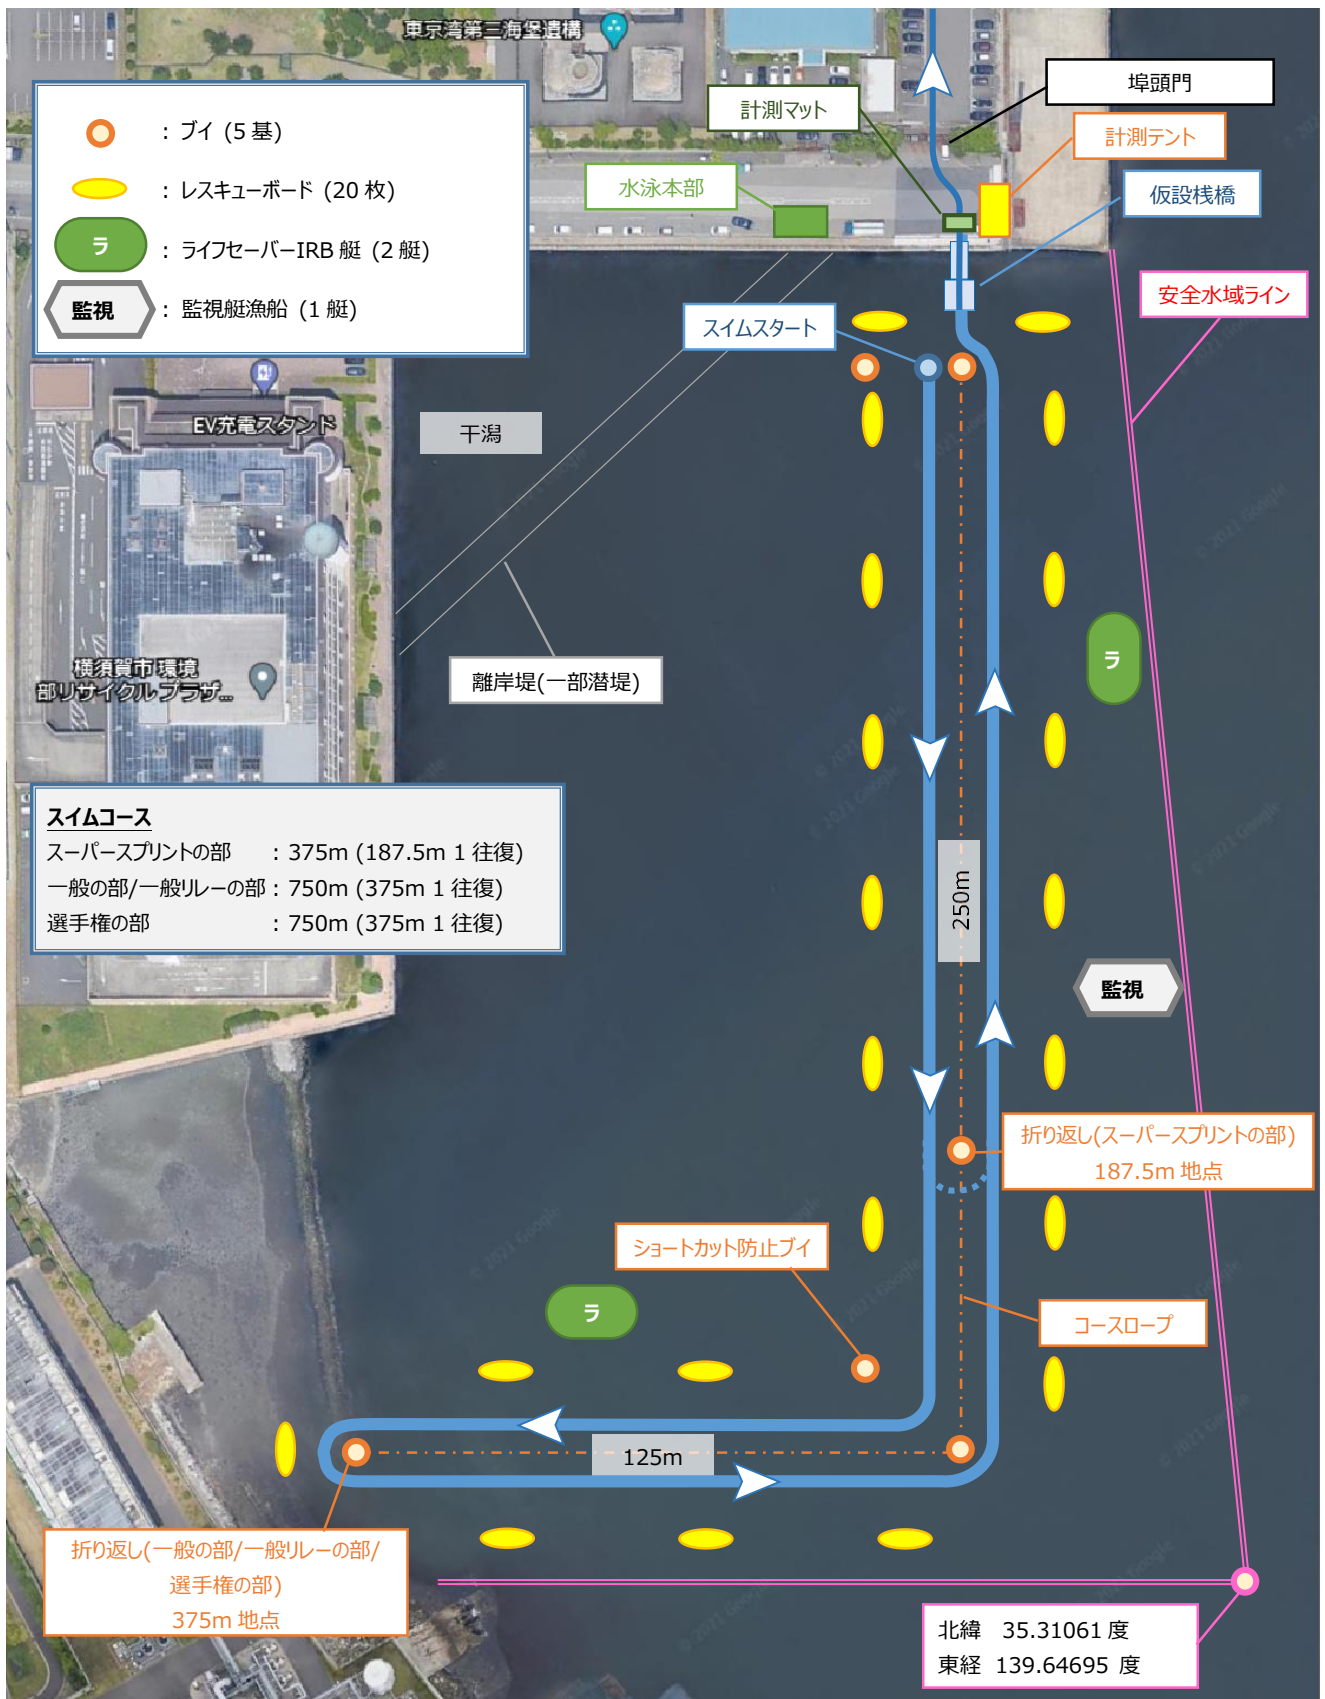 東京湾第三海堡遺構
埠頭門
計測マット
計測テント
水泳本部
仮設桟橋
: ブイ (5 基)
: レスキューボード (20 枚)
ラ : ライフセーバーIRB 艇 (2 艇)
監視 : 監視艇漁船 (1 艇)
安全水域ライン
スイムスタート
EV充電スタンド
干潟
横須賀市 環境
部リサイクルプラザ...
離岸堤(一部潜堤)
ラ
スイムコース
スーパースプリントの部 : 375m (187.5m 1 往復)
一般の部/一般リレーの部 : 750m (375m 1 往復)
選手権の部 : 750m (375m 1 往復)
250m
監視
折り返し(スーパースプリントの部)
187.5m 地点
ショートカット防止ブイ
ラ
コースロープ
125m
折り返し(一般の部/一般リレーの部/
選手権の部)
375m 地点
北緯 35.31061 度
東経 139.64695 度
© 2021 Google